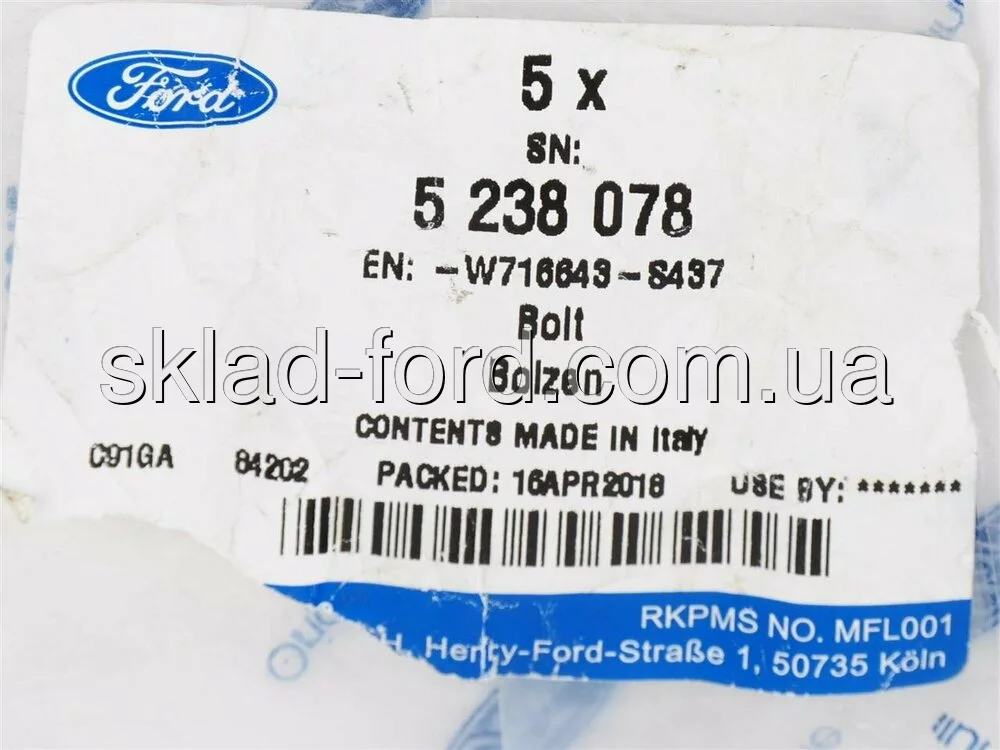 Ford
5 x
SN:
5 238 078
EN: -W716643-S437
Bolt
sklad-ford.com.ua
Bolzen
CONTENTS MADE IN Italy
C91GA 84202 PACKED: 16APR2018 USE BY: *******
RKPMS NO. MFL001
H, Henry-Ford-Straße 1, 50735 Köln